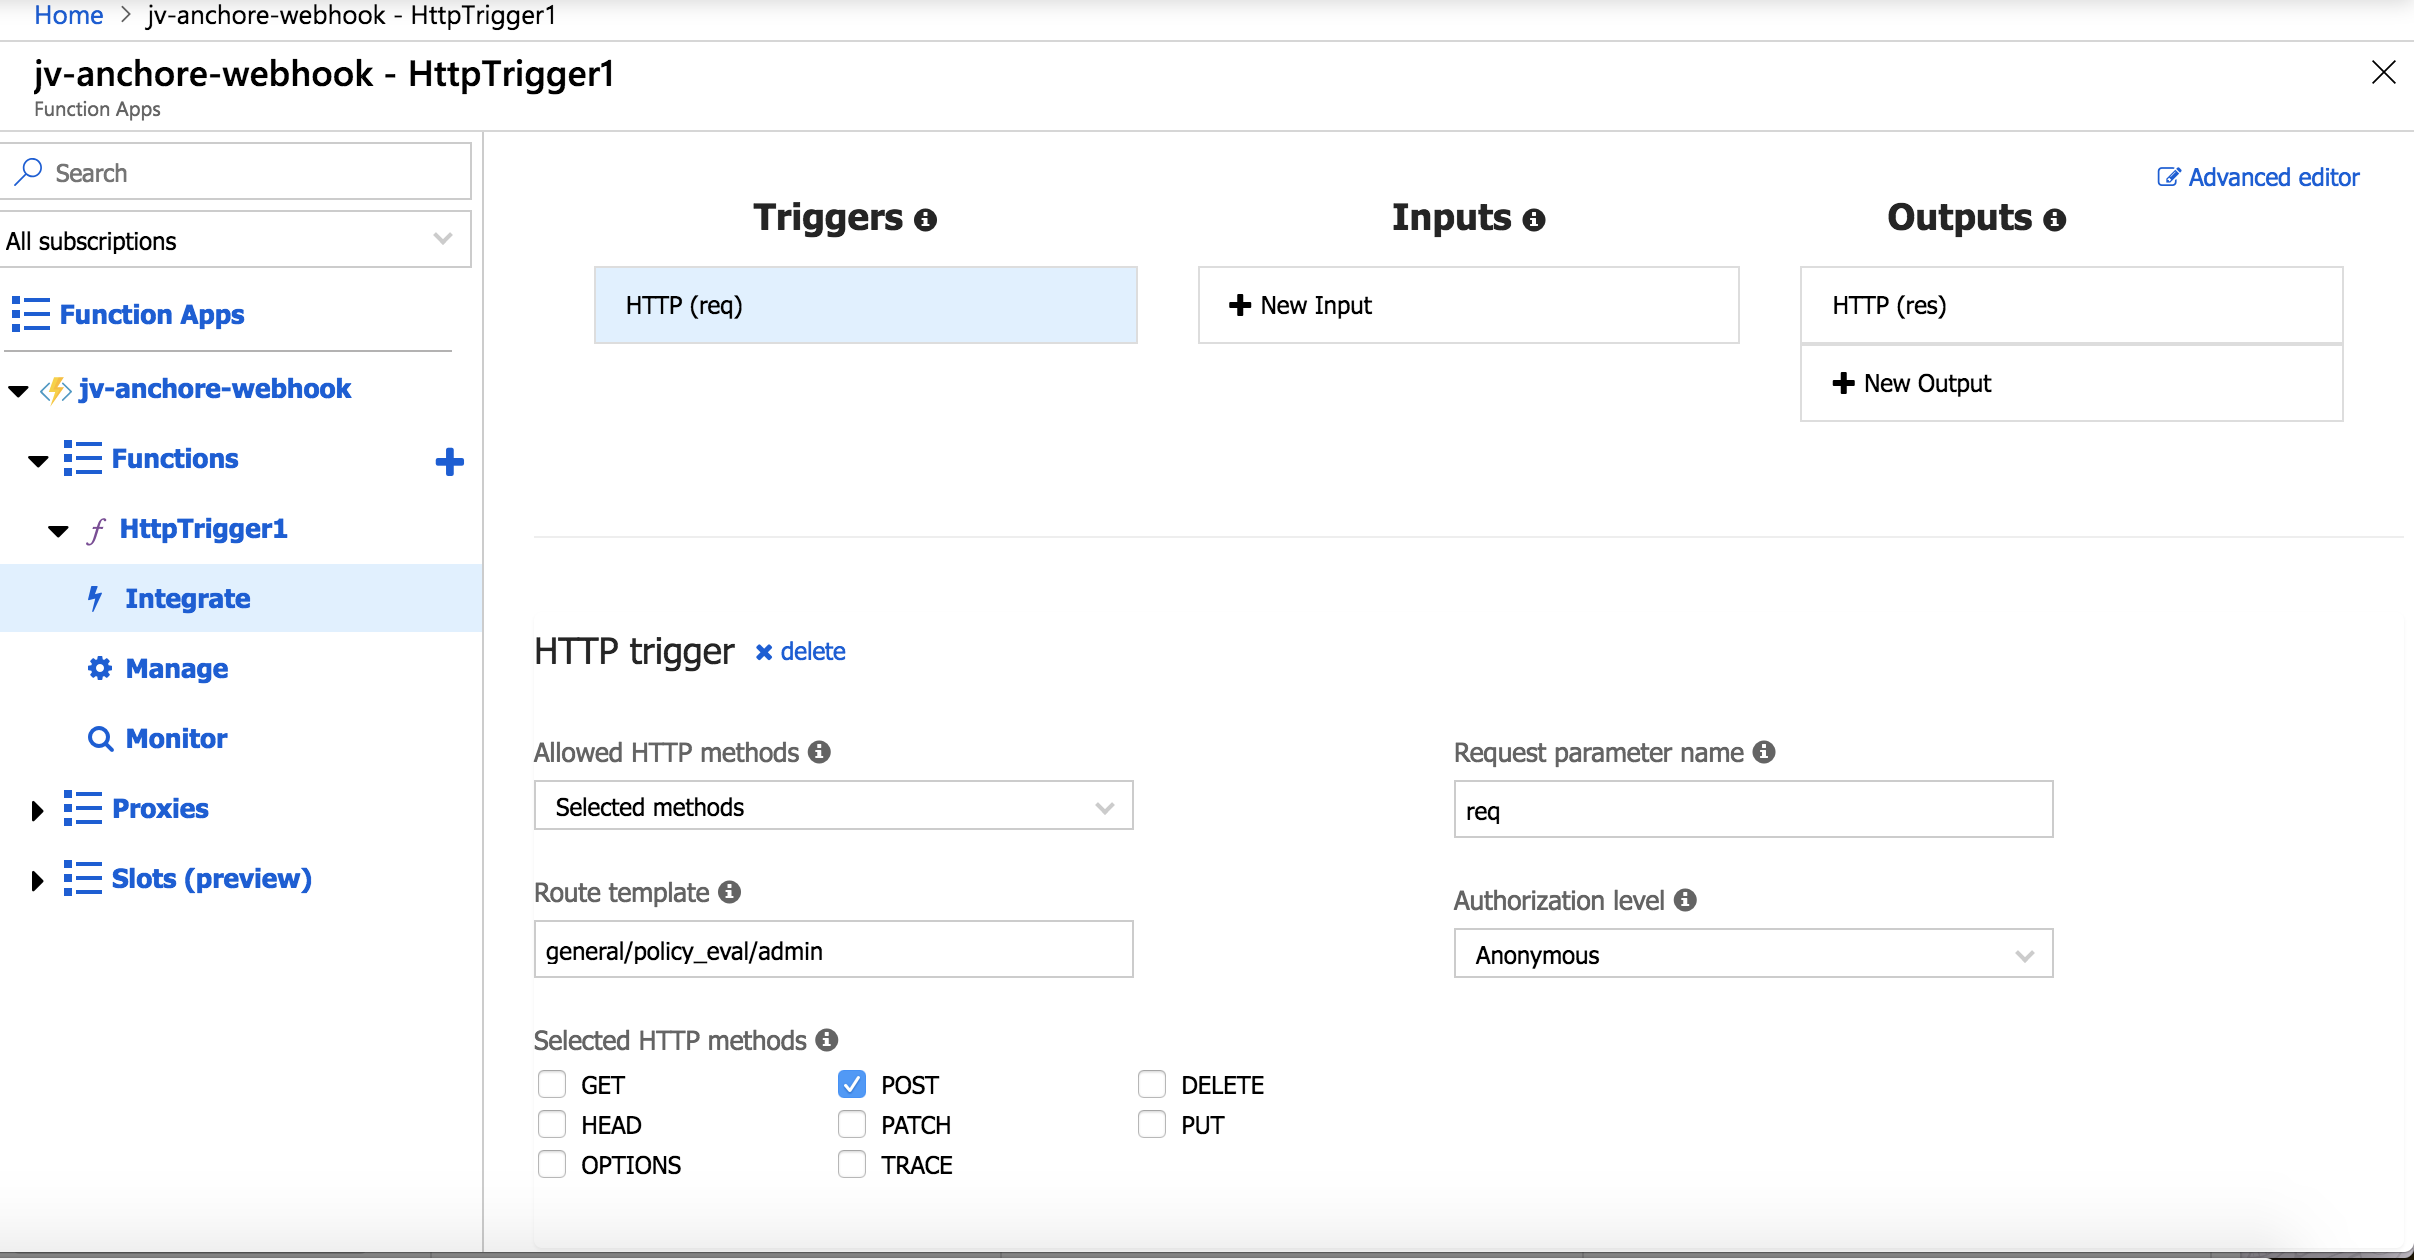 Home > jv-anchore-webhook - HttpTrigger1
jv-anchore-webhook - HttpTrigger1
Function Apps
Search
All subscriptions
Function Apps
jv-anchore-webhook
Functions
HttpTrigger1
Integrate
Manage
Monitor
Proxies
Slots (preview)
Advanced editor
Triggers
Inputs
Outputs
HTTP (req)
New Input
HTTP (res)
New Output
HTTP trigger delete
Allowed HTTP methods
Selected methods
Request parameter name
req
Route template
general/policy_eval/admin
Authorization level
Anonymous
Selected HTTP methods
GET POST DELETE
HEAD PATCH PUT
OPTIONS TRACE